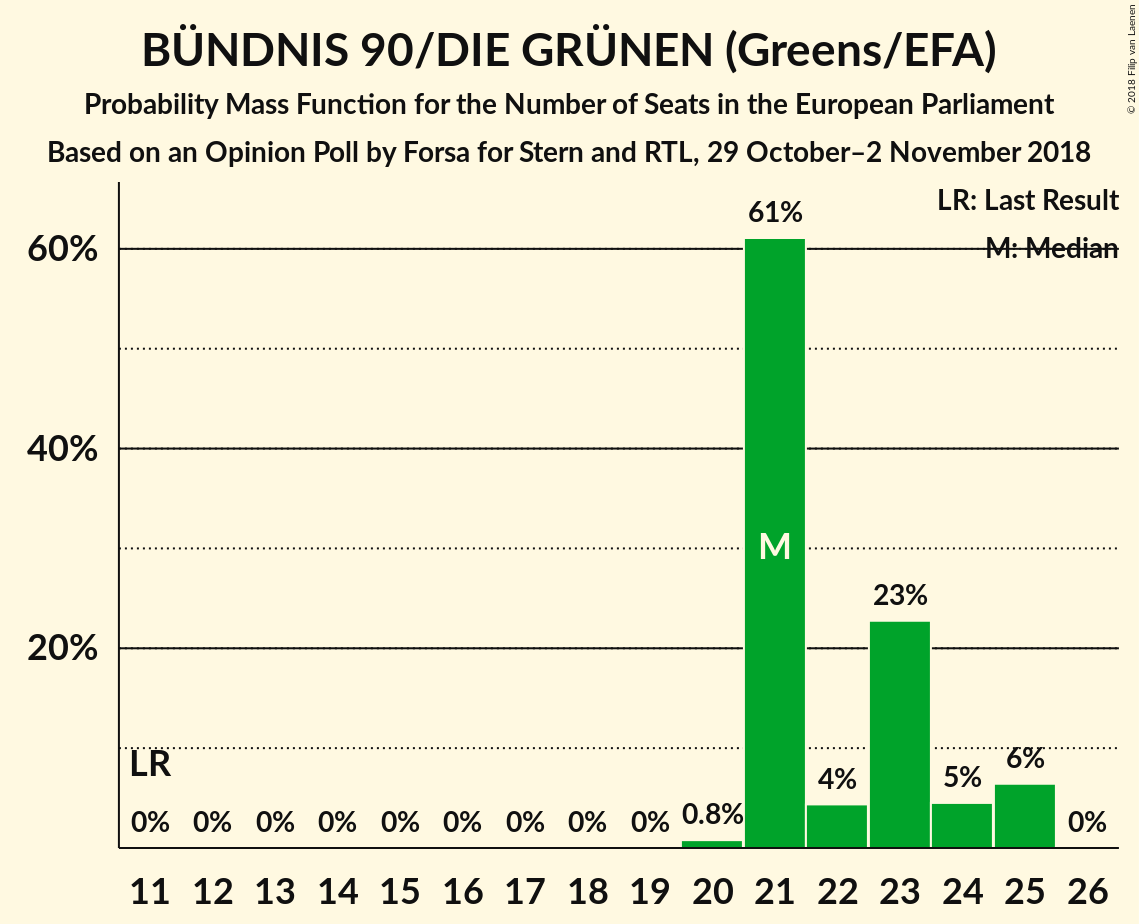 BÜNDNIS 90/DIE GRÜNEN (Greens/EFA)
Probability Mass Function for the Number of Seats in the European Parliament
Based on an Opinion Poll by Forsa for Stern and RTL, 29 October–2 November 2018
© 2018 Filip van Laenen
LR: Last Result
M: Median
60%
40%
20%
61%
M
23%
LR
0% 0% 0% 0% 0% 0% 0% 0% 0% 0.8% 4% 5% 6% 0%
11 12 13 14 15 16 17 18 19 20 21 22 23 24 25 26